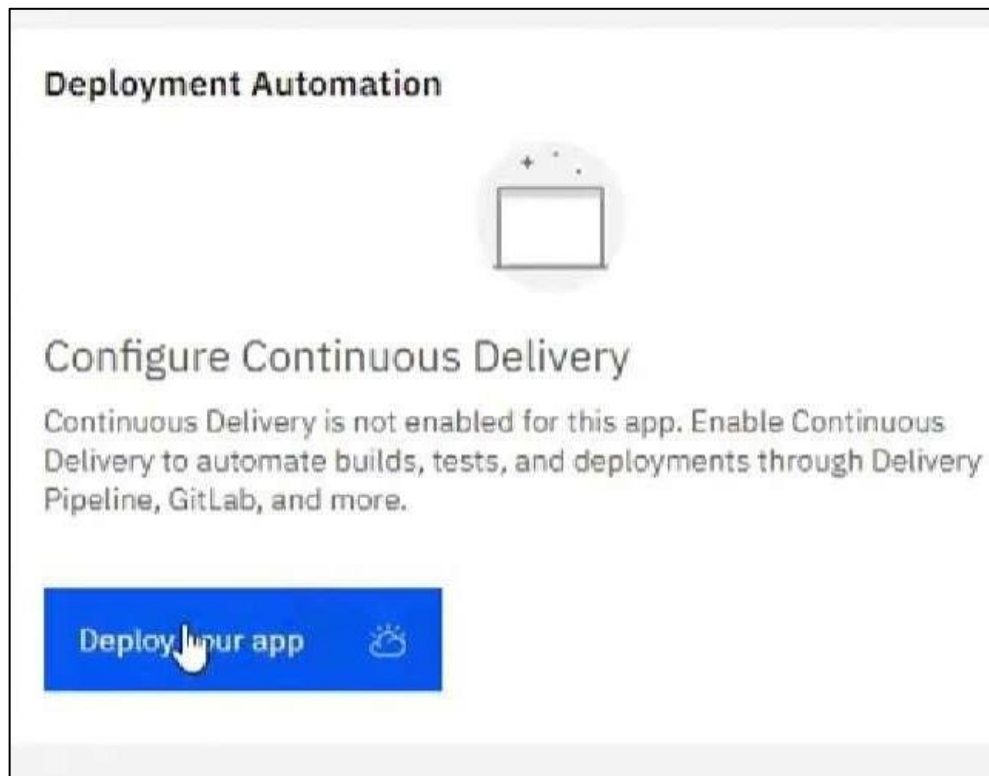 Deployment Automation
Configure Continuous Delivery
Continuous Delivery is not enabled for this app. Enable Continuous
Delivery to automate builds, tests, and deployments through Delivery
Pipeline, GitLab, and more.
Deploy your app